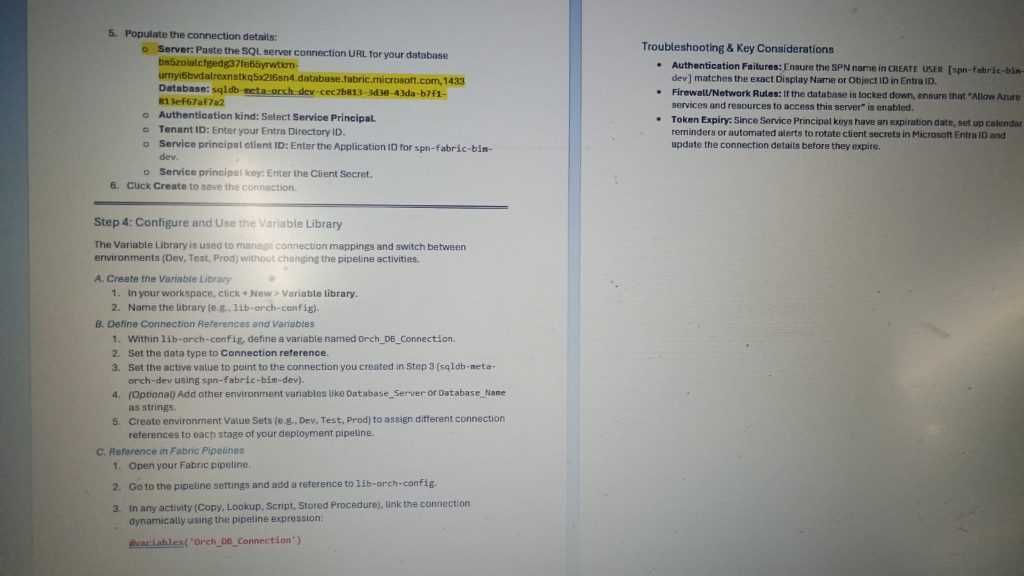 5. Populate the connection details:
o Server: Paste the SQL server connection URL for your database
bs5zoialcfgedg37fe65yrwtkm-
umyi6bvdalrexnstkq5x2l6sn4.database.fabric.microsoft.com,1433
Database: sqldb-meta-orch-dev-cec2b813-3d30-43da-b7f1-
813ef67af7a2
o Authentication kind: Select Service Principal.
o Tenant ID: Enter your Entra Directory ID.
o Service principal client ID: Enter the Application ID for spn-fabric-bim-
dev.
o Service principal key: Enter the Client Secret.
6. Click Create to save the connection.
Step 4: Configure and Use the Variable Library
The Variable Library is used to manage connection mappings and switch between
environments (Dev, Test, Prod) without changing the pipeline activities.
A. Create the Variable Library
1. In your workspace, click + New > Variable library.
2. Name the library (e.g., lib-orch-config).
B. Define Connection References and Variables
1. Within lib-orch-config, define a variable named Orch_DB_Connection.
2. Set the data type to Connection reference.
3. Set the active value to point to the connection you created in Step 3 (sqldb-meta-
orch-dev using spn-fabric-bim-dev).
4. (Optional) Add other environment variables like Database_Server or Database_Name
as strings.
5. Create environment Value Sets (e.g., Dev, Test, Prod) to assign different connection
references to each stage of your deployment pipeline.
C. Reference in Fabric Pipelines
1. Open your Fabric pipeline.
2. Go to the pipeline settings and add a reference to lib-orch-config.
3. In any activity (Copy, Lookup, Script, Stored Procedure), link the connection
dynamically using the pipeline expression:
@variables('Orch_DB_Connection')
Troubleshooting & Key Considerations
• Authentication Failures: Ensure the SPN name in CREATE USER [spn-fabric-bim-
dev] matches the exact Display Name or Object ID in Entra ID.
• Firewall/Network Rules: If the database is locked down, ensure that "Allow Azure
services and resources to access this server" is enabled.
• Token Expiry: Since Service Principal keys have an expiration date, set up calendar
reminders or automated alerts to rotate client secrets in Microsoft Entra ID and
update the connection details before they expire.